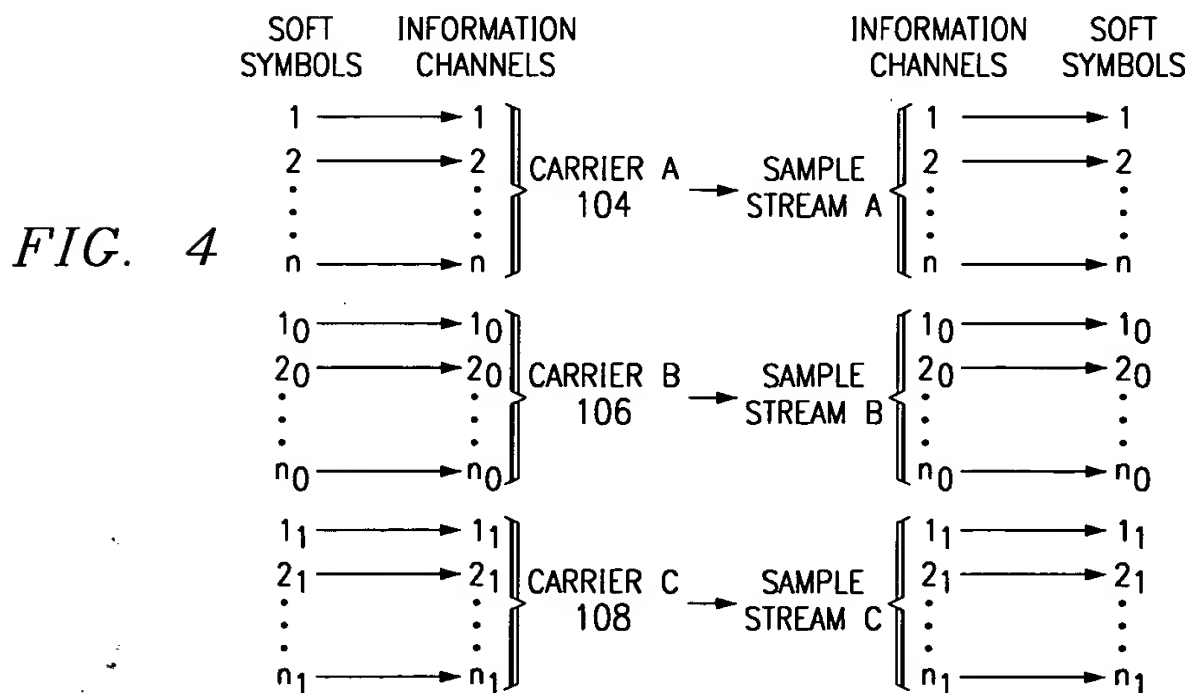 SOFT INFORMATION INFORMATION SOFT
SYMBOLS CHANNELS CHANNELS SYMBOLS
1 1 1 1
2 2 CARRIER A SAMPLE 2 2
104 STREAM A
n n n n
FIG. 4
1₀ 1₀ 1₀ 1₀
2₀ 2₀ CARRIER B SAMPLE 2₀ 2₀
106 STREAM B
n₀ n₀ n₀ n₀
1₁ 1₁ 1₁ 1₁
2₁ 2₁ CARRIER C SAMPLE 2₁ 2₁
108 STREAM C
n₁ n₁ n₁ n₁